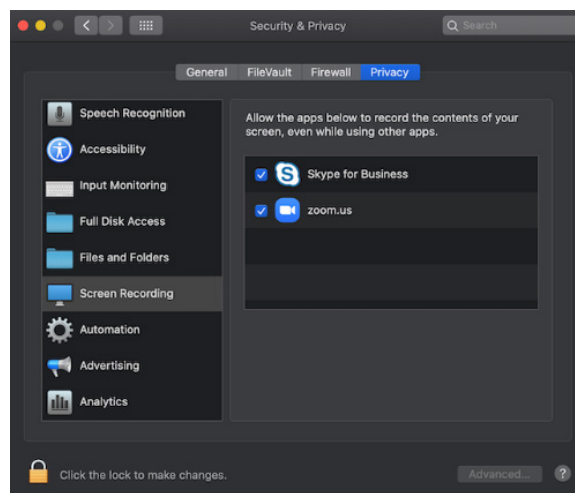 Security & Privacy
Search
General FileVault Firewall Privacy
Speech Recognition
Accessibility
Input Monitoring
Full Disk Access
Files and Folders
Screen Recording
Automation
Advertising
Analytics
Allow the apps below to record the contents of your
screen, even while using other apps.
Skype for Business
zoom.us
Click the lock to make changes.
Advanced...
?